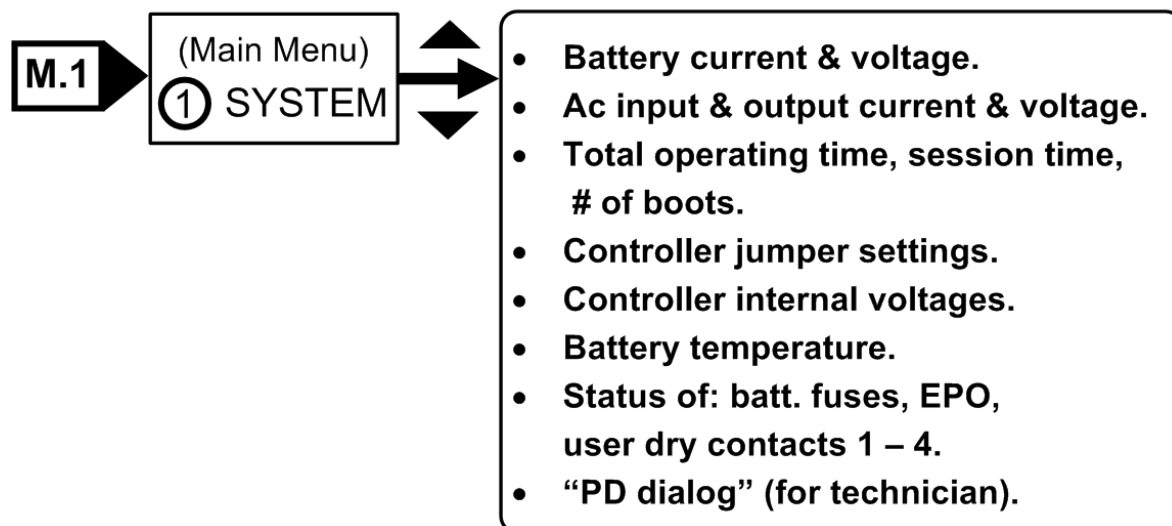 M.1
(Main Menu)
1 SYSTEM
• Battery current & voltage.
• Ac input & output current & voltage.
• Total operating time, session time,
# of boots.
• Controller jumper settings.
• Controller internal voltages.
• Battery temperature.
• Status of: batt. fuses, EPO,
user dry contacts 1 – 4.
• “PD dialog” (for technician).